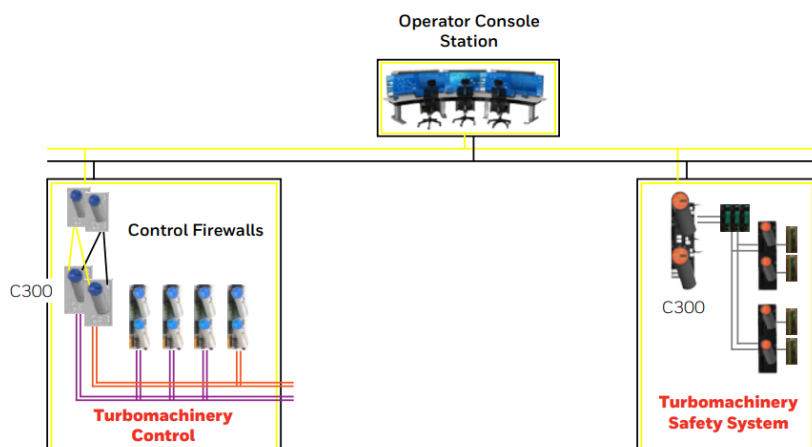 Operator Console
Station
Control Firewalls
C300
Turbomachinery
Control
C300
Turbomachinery
Safety System